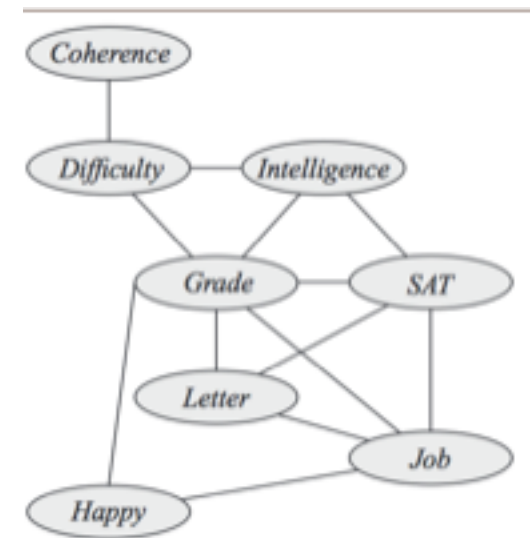 Coherence
Difficulty Intelligence
Grade SAT
Letter
Job
Happy